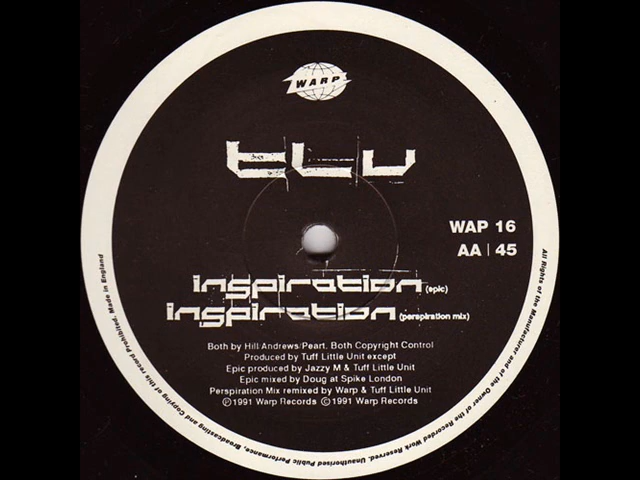 WARP
tLu
WAP 16
AA | 45
inspiration (epic)
inspiration (perspiration mix)
Both by Hill/Andrews/Peart. Both Copyright Control
Produced by Tuff Little Unit except
Epic produced by Jazzy M & Tuff Little Unit
Epic mixed by Doug at Spike London
Perspiration Mix remixed by Warp & Tuff Little Unit
℗1991 Warp Records ©1991 Warp Records
All Rights of the Manufacturer and of the Owner of the Recorded Work Reserved. Unauthorised Public Performance, Broadcasting and Copying of this record Prohibited. Made in England